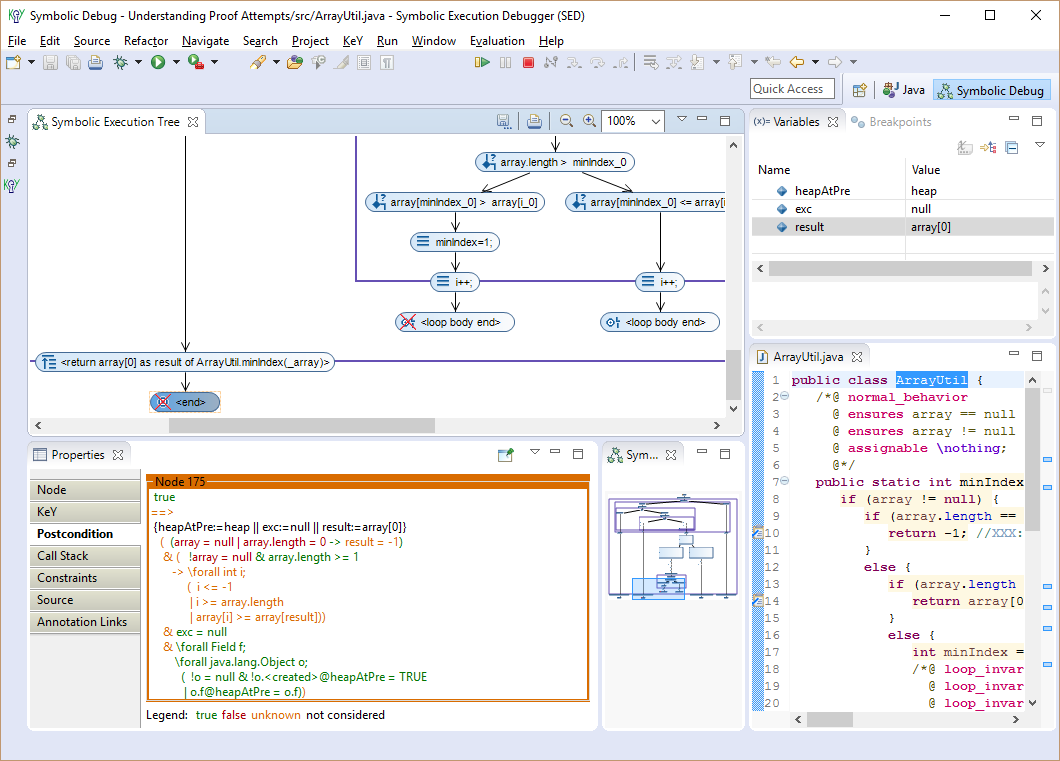 Symbolic Debug - Understanding Proof Attempts/src/ArrayUtil.java - Symbolic Execution Debugger (SED)
File Edit Source Refactor Navigate Search Project KeY Run Window Evaluation Help
Quick Access
Java
Symbolic Debug
Symbolic Execution Tree
100%
array.length > minIndex_0
array[minIndex_0] > array[i_0]
array[minIndex_0] <= array[i
minIndex=1;
i++;
i++;
<loop body end>
<loop body end>
<return array[0] as result of ArrayUtil.minIndex(_array)>
<end>
(x)= Variables
Breakpoints
Name Value
heapAtPre heap
exc null
result array[0]
Properties
Node
KeY
Postcondition
Call Stack
Constraints
Source
Annotation Links
Node 175
true
==>
{heapAtPre:=heap || exc:=null || result:=array[0]}
( (array = null | array.length = 0 -> result = -1)
& ( !array = null & array.length >= 1
-> \forall int i;
( i <= -1
| i >= array.length
| array[i] >= array[result]))
& exc = null
& \forall Field f;
\forall java.lang.Object o;
( !o = null & !o.<created>@heapAtPre = TRUE
| o.f@heapAtPre = o.f))
Legend: true false unknown not considered
Sym...
ArrayUtil.java
1 public class ArrayUtil {
2 /*@ normal_behavior
3 @ ensures array == null
4 @ ensures array != null
5 @ assignable \nothing;
6 @*/
7 public static int minIndex
8 if (array != null) {
9 if (array.length ==
10 return -1; //XXX:
11 }
12 else {
13 if (array.length
14 return array[0
15 }
16 else {
17 int minIndex =
18 /*@ loop_invar
19 @ loop_invar
20 @ loop_invar